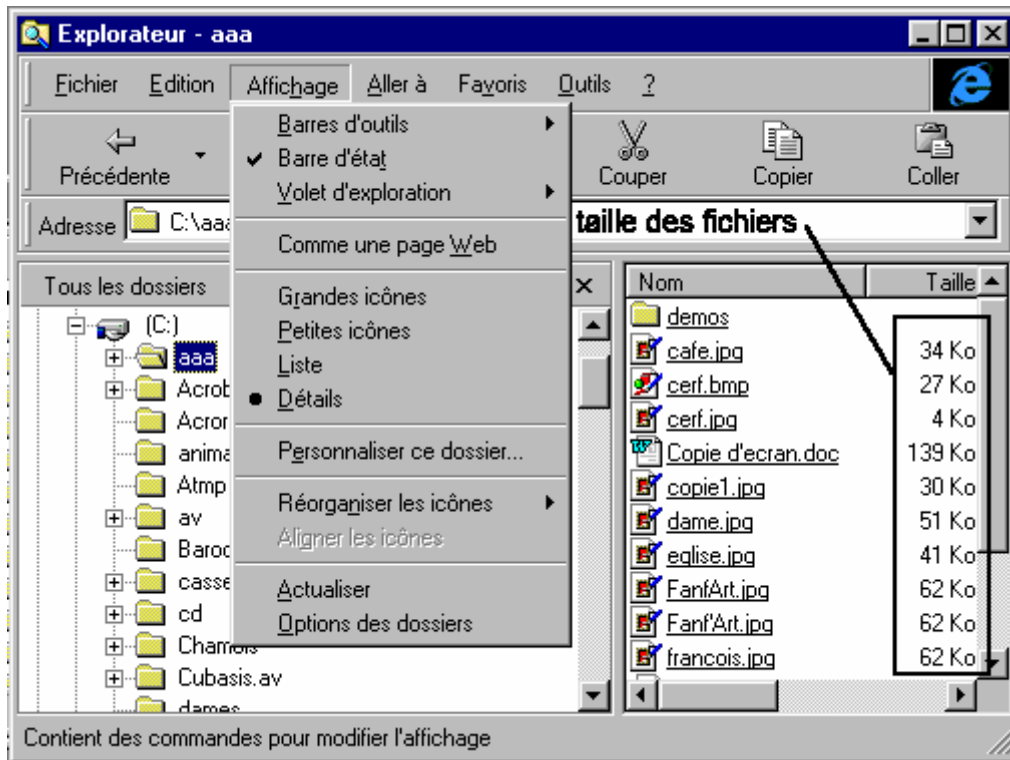 Explorateur - aaa
Fichier Edition Affichage Aller à Favoris Outils ?
Précédente Couper Copier Coller
Adresse C:\aaa
taille des fichiers
Barres d'outils
Barre d'état
Volet d'exploration
Comme une page Web
Grandes icônes
Petites icônes
Liste
Détails
Personnaliser ce dossier...
Réorganiser les icônes
Aligner les icônes
Actualiser
Options des dossiers
Tous les dossiers
(C:)
aaa
Acrob
Acror
anima
Atmp
av
Baroq
casse
cd
Chamois
Cubasis.av
dames
Nom Taille
demos
cafe.jpg 34 Ko
cerf.bmp 27 Ko
cerf.jpg 4 Ko
Copie d'ecran.doc 139 Ko
copie1.jpg 30 Ko
dame.jpg 51 Ko
eglise.jpg 41 Ko
FanfArt.jpg 62 Ko
Fanf'Art.jpg 62 Ko
francois.jpg 62 Ko
Contient des commandes pour modifier l'affichage